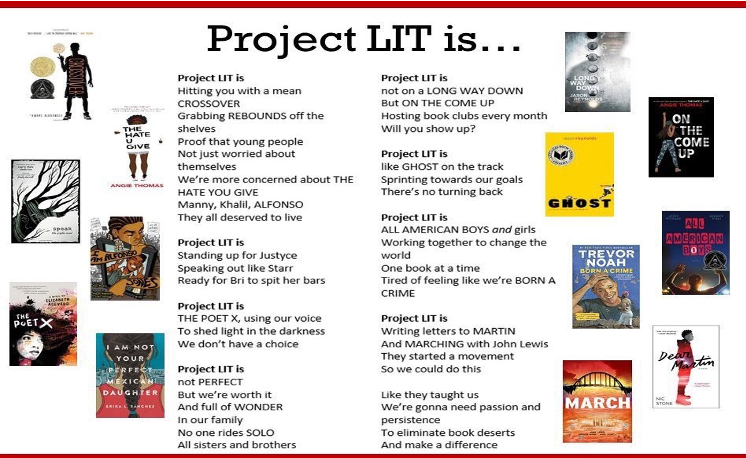 Project LIT is...
Project LIT is
Hitting you with a mean
CROSSOVER
Grabbing REBOUNDS off the
shelves
Proof that young people
Not just worried about
themselves
We're more concerned about THE
HATE YOU GIVE
Manny, Khalil, ALFONSO
They all deserved to live
Project LIT is
Standing up for Justyce
Speaking out like Starr
Ready for Bri to spit her bars
Project LIT is
THE POET X, using our voice
To shed light in the darkness
We don't have a choice
Project LIT is
not PERFECT
But we're worth it
And full of WONDER
In our family
No one rides SOLO
All sisters and brothers
Project LIT is
not on a LONG WAY DOWN
But ON THE COME UP
Hosting book clubs every month
Will you show up?
Project LIT is
like GHOST on the track
Sprinting towards our goals
There's no turning back
Project LIT is
ALL AMERICAN BOYS and girls
Working together to change the
world
One book at a time
Tired of feeling like we're BORN A
CRIME
Project LIT is
Writing letters to MARTIN
And MARCHING with John Lewis
They started a movement
So we could do this
Like they taught us
We're gonna need passion and
persistence
To eliminate book deserts
And make a difference
CROSSOVER
THE
HATE
U
GIVE
ANGIE THOMAS
speak
I AM ALFONSO
JONES
ELIZABETH
ACEVEDO
THE
POET X
I AM NOT
YOUR
PERFECT
MEXICAN
DAUGHTER
ERIKA L. SÁNCHEZ
LONG
WAY
DOWN
JASON
REYNOLDS
ANGIE THOMAS
ON
THE
COME
UP
GHOST
ALL
AMERICAN
BOYS
TREVOR
NOAH
BORN A CRIME
Dear
Martin
NIC
STONE
MARCH